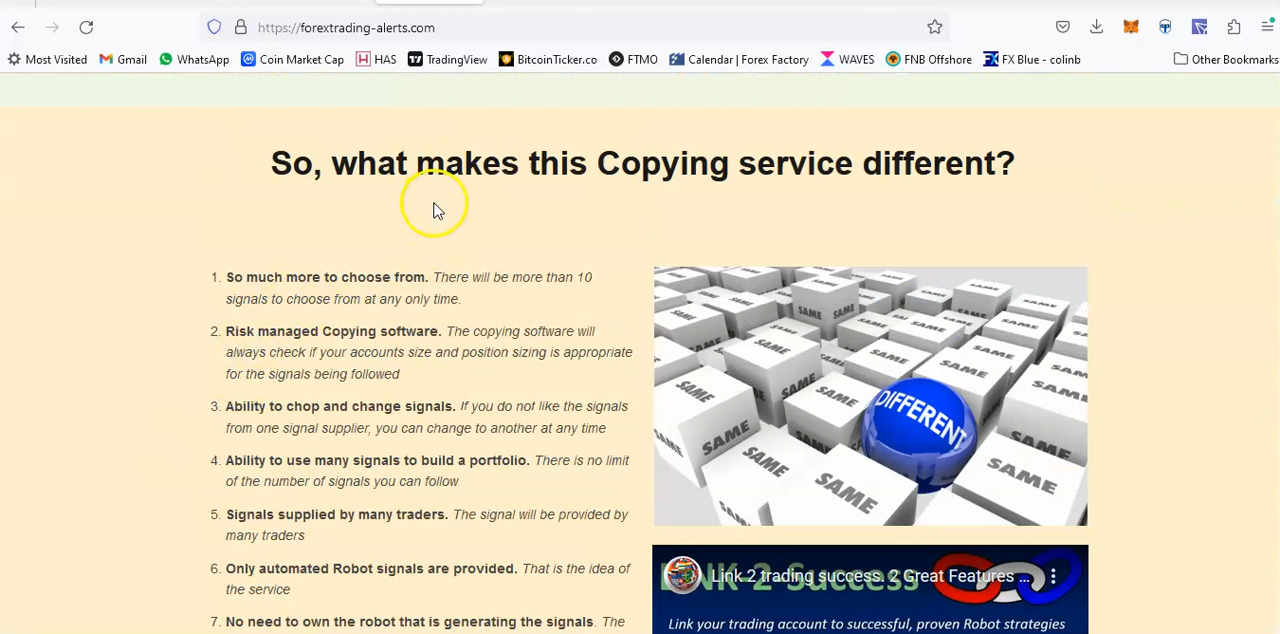 https://forextrading-alerts.com
Most Visited Gmail WhatsApp Coin Market Cap HAS TradingView BitcoinTicker.co FTMO Calendar | Forex Factory WAVES FNB Offshore FX Blue - colinb Other Bookmarks
So, what makes this Copying service different?
1. So much more to choose from. There will be more than 10
signals to choose from at any only time.
2. Risk managed Copying software. The copying software will
always check if your accounts size and position sizing is appropriate
for the signals being followed
3. Ability to chop and change signals. If you do not like the signals
from one signal supplier, you can change to another at any time
4. Ability to use many signals to build a portfolio. There is no limit
of the number of signals you can follow
5. Signals supplied by many traders. The signal will be provided by
many traders
6. Only automated Robot signals are provided. That is the idea of
the service
7. No need to own the robot that is generating the signals. The
SAME SAME SAME SAME SAME SAME SAME
DIFFERENT
SAME SAME SAME SAME
Link 2 trading success. 2 Great Features ...
Link your trading account to successful, proven Robot strategies